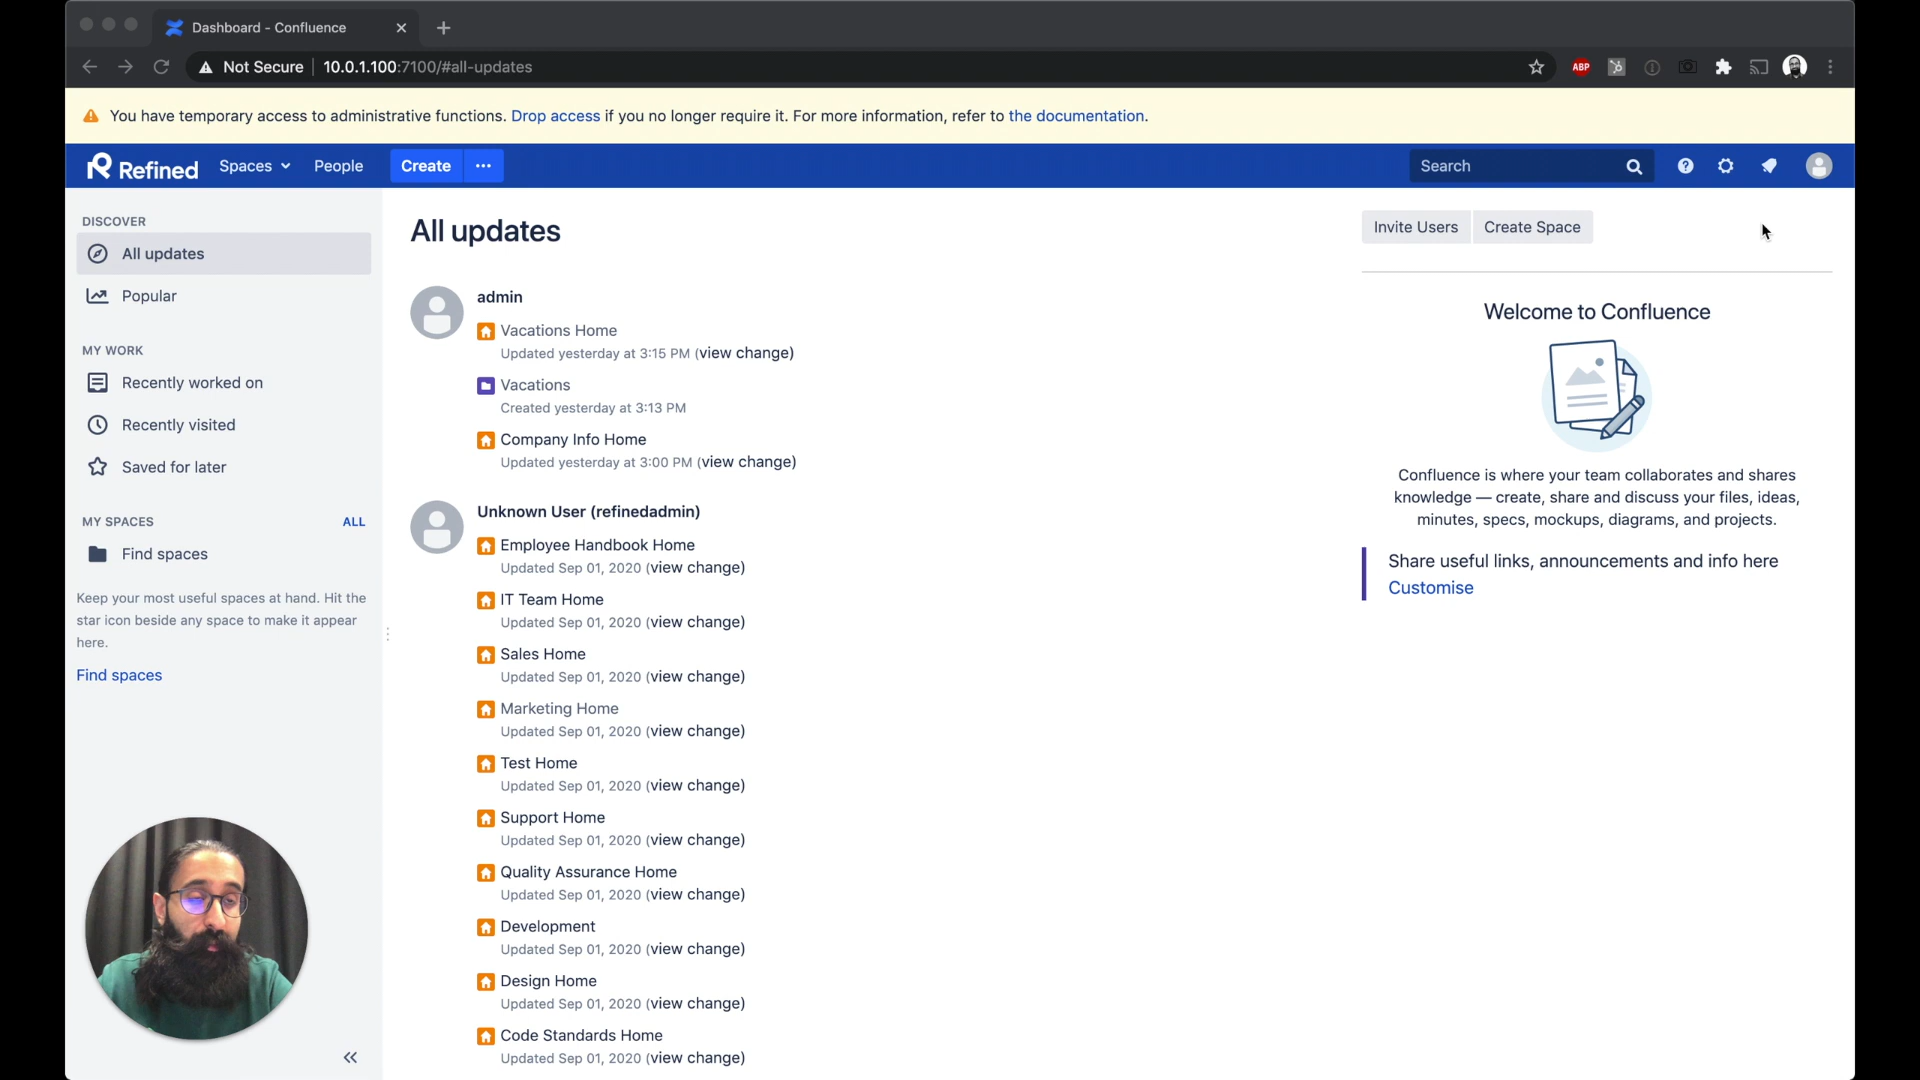 Dashboard - Confluence
Not Secure | 10.0.1.100:7100/#all-updates
ABP
You have temporary access to administrative functions. Drop access if you no longer require it. For more information, refer to the documentation.
Refined Spaces People Create ··· Search
DISCOVER
All updates
Popular
MY WORK
Recently worked on
Recently visited
Saved for later
MY SPACES ALL
Find spaces
Keep your most useful spaces at hand. Hit the
star icon beside any space to make it appear
here.
Find spaces
All updates
admin
Vacations Home
Updated yesterday at 3:15 PM (view change)
Vacations
Created yesterday at 3:13 PM
Company Info Home
Updated yesterday at 3:00 PM (view change)
Unknown User (refinedadmin)
Employee Handbook Home
Updated Sep 01, 2020 (view change)
IT Team Home
Updated Sep 01, 2020 (view change)
Sales Home
Updated Sep 01, 2020 (view change)
Marketing Home
Updated Sep 01, 2020 (view change)
Test Home
Updated Sep 01, 2020 (view change)
Support Home
Updated Sep 01, 2020 (view change)
Quality Assurance Home
Updated Sep 01, 2020 (view change)
Development
Updated Sep 01, 2020 (view change)
Design Home
Updated Sep 01, 2020 (view change)
Code Standards Home
Updated Sep 01, 2020 (view change)
Invite Users Create Space
Welcome to Confluence
Confluence is where your team collaborates and shares
knowledge — create, share and discuss your files, ideas,
minutes, specs, mockups, diagrams, and projects.
Share useful links, announcements and info here
Customise